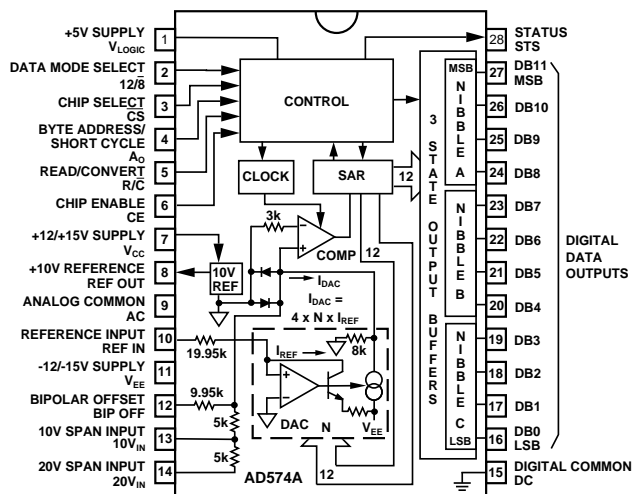 +5V SUPPLY
VLOGIC
1
DATA MODE SELECT
12/8̅
2
CHIP SELECT
C̅S̅
3
BYTE ADDRESS/
SHORT CYCLE
AO
4
READ/CONVERT
R/C̅
5
CHIP ENABLE
CE
6
+12/+15V SUPPLY
VCC
7
+10V REFERENCE
REF OUT
8
ANALOG COMMON
AC
9
REFERENCE INPUT
REF IN
10
-12/-15V SUPPLY
VEE
11
BIPOLAR OFFSET
BIP OFF
12
10V SPAN INPUT
10VIN
13
20V SPAN INPUT
20VIN
14
CONTROL
CLOCK
SAR
12
3k
COMP
12
10V
REF
IDAC
IDAC =
4 x N x IREF
19.95k
IREF
8k
9.95k
5k
5k
DAC
N
VEE
12
AD574A
3 STATE OUTPUT BUFFERS
MSB
NIBBLE A
NIBBLE B
NIBBLE C
LSB
28
STATUS
STS
27
DB11
MSB
26
DB10
25
DB9
24
DB8
23
DB7
22
DB6
21
DB5
20
DB4
19
DB3
18
DB2
17
DB1
16
DB0
LSB
15
DIGITAL COMMON
DC
DIGITAL
DATA
OUTPUTS